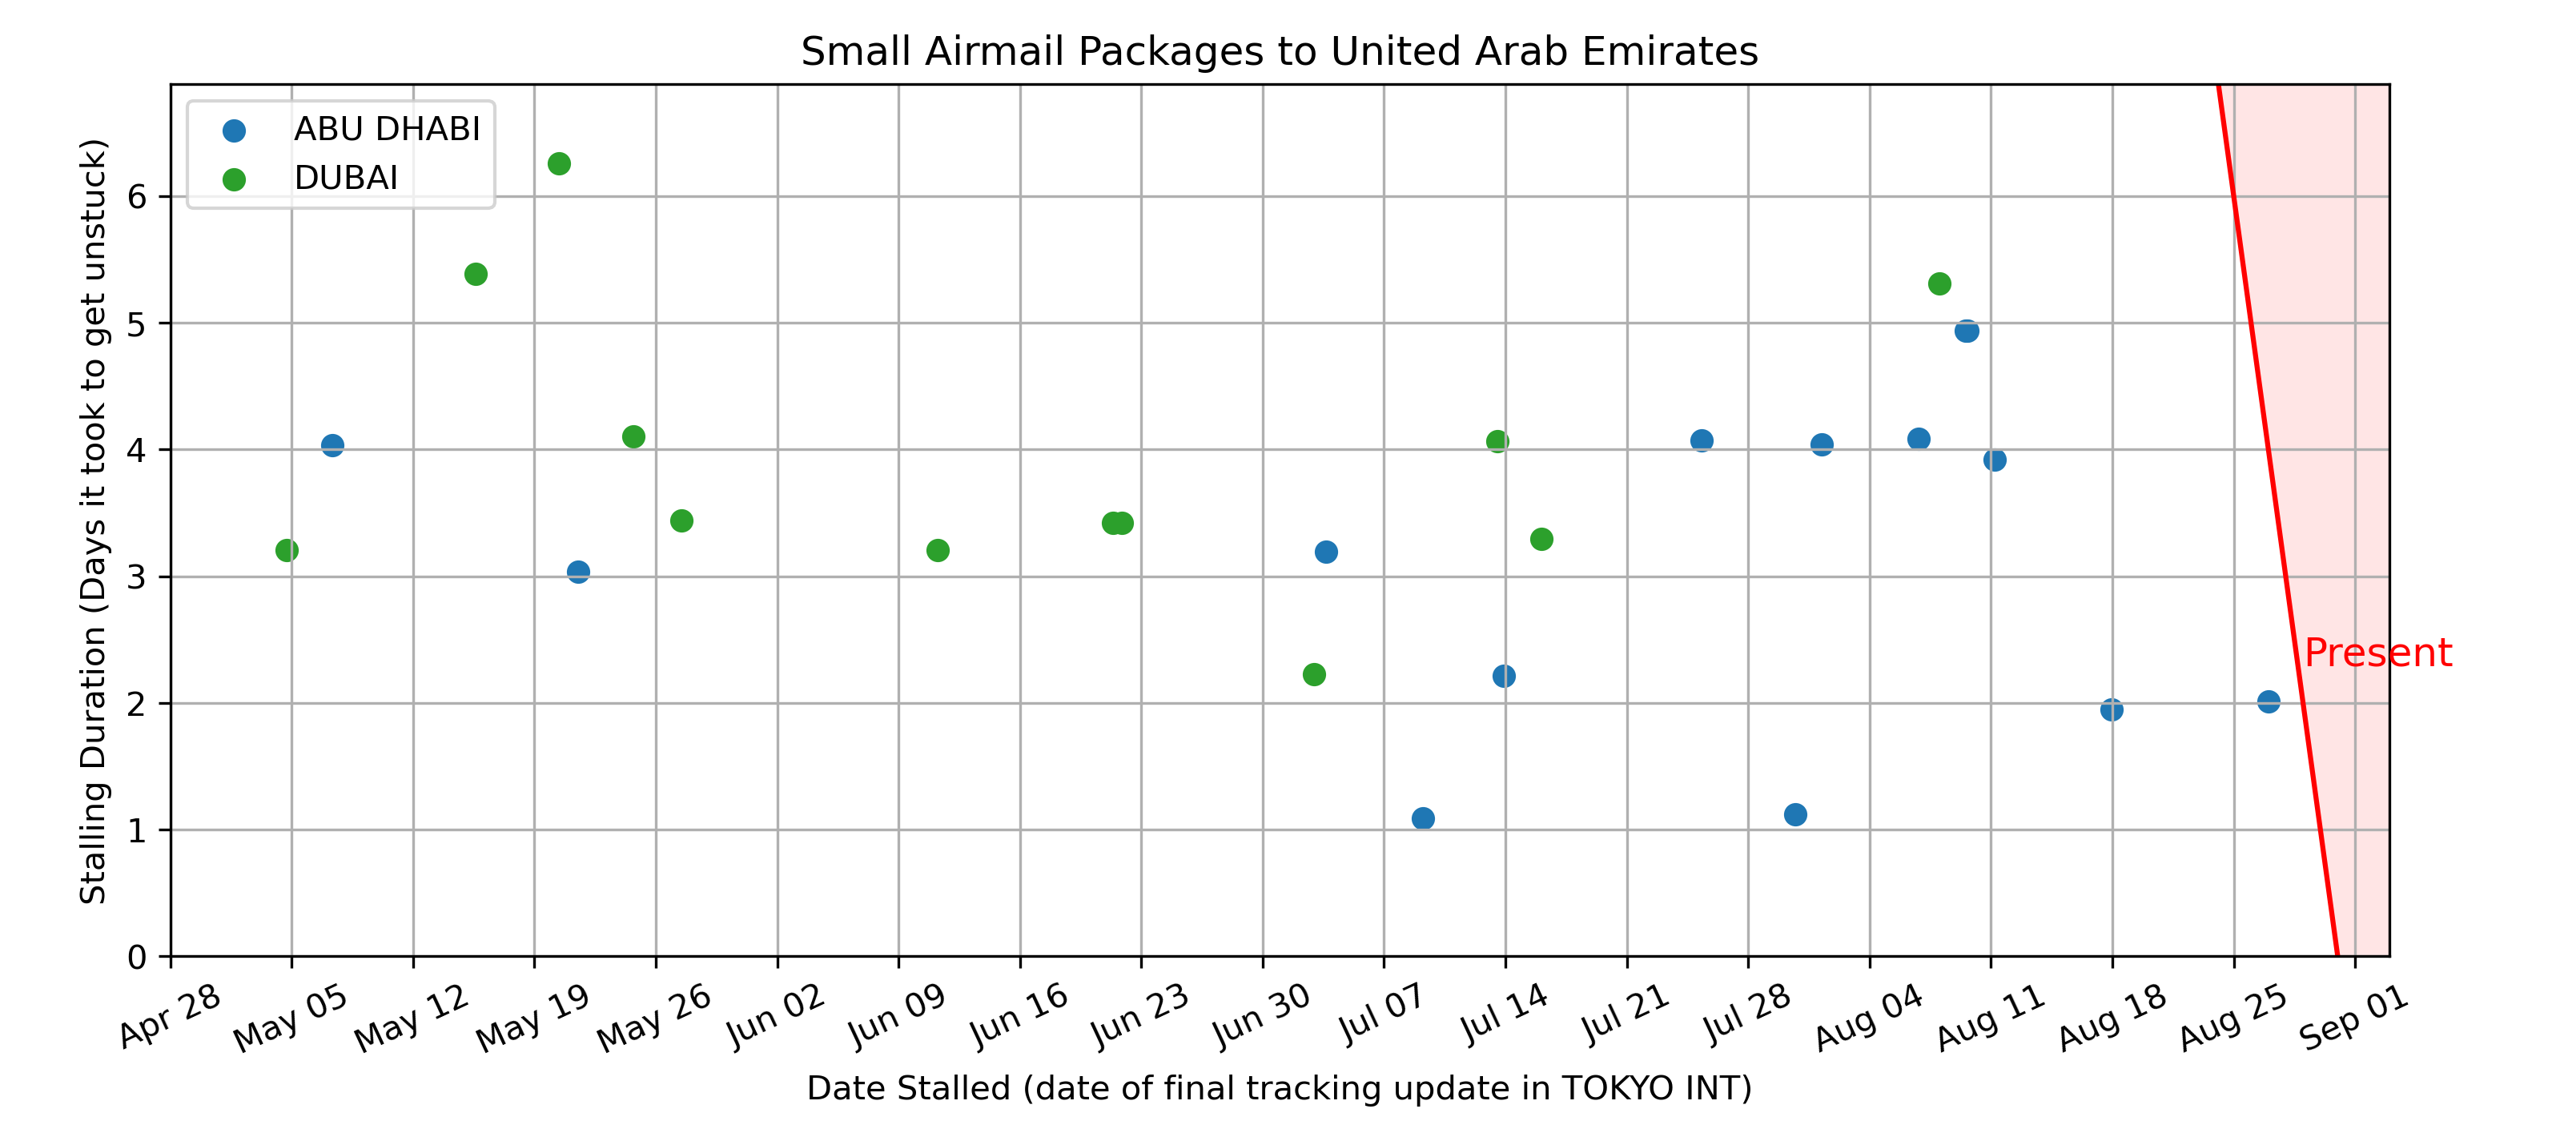 Small Airmail Packages to United Arab Emirates
ABU DHABI
DUBAI
Stalling Duration (Days it took to get unstuck)
6
5
4
3
2
1
0
Present
Apr 28 May 05 May 12 May 19 May 26 Jun 02 Jun 09 Jun 16 Jun 23 Jun 30 Jul 07 Jul 14 Jul 21 Jul 28 Aug 04 Aug 11 Aug 18 Aug 25 Sep 01
Date Stalled (date of final tracking update in TOKYO INT)